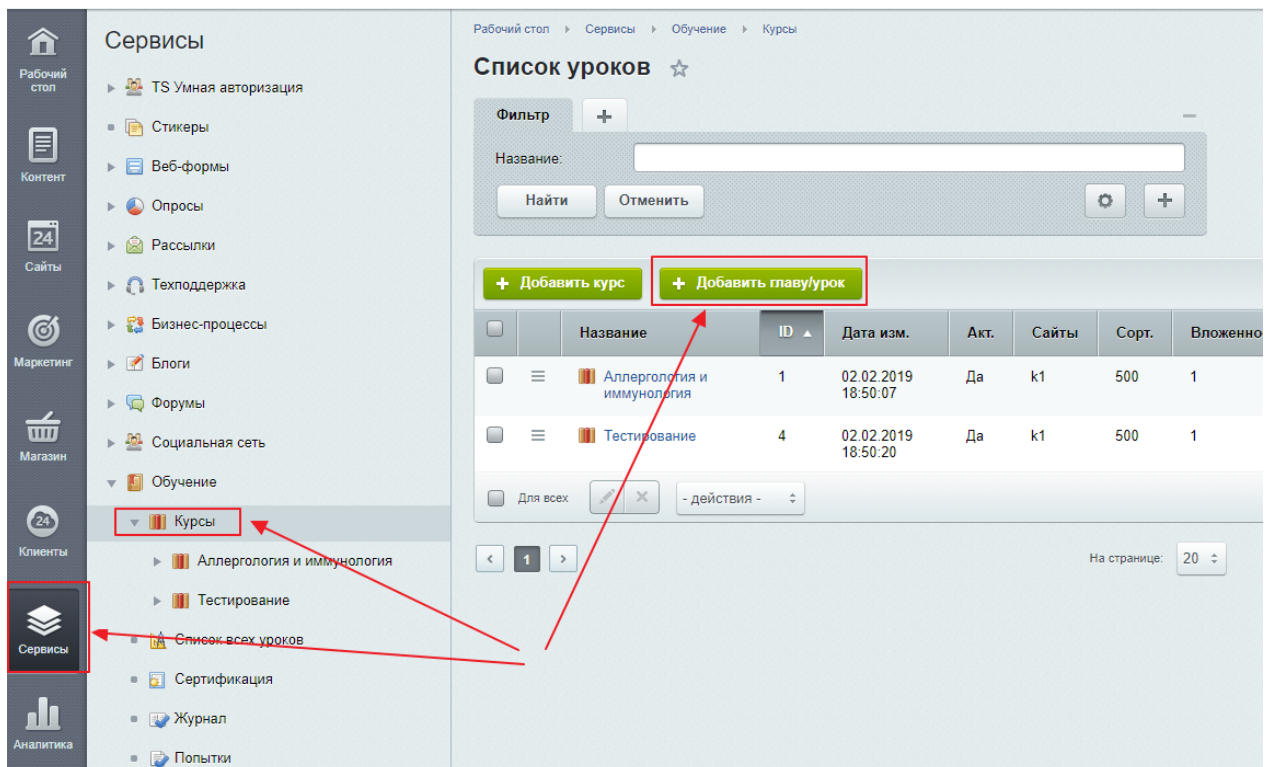 Рабочий
стол
Контент
24
Сайты
Маркетинг
Магазин
24
Клиенты
Сервисы
Аналитика
Сервисы
TS Умная авторизация
Стикеры
Веб-формы
Опросы
Рассылки
Техподдержка
Бизнес-процессы
Блоги
Форумы
Социальная сеть
Обучение
Курсы
Аллергология и иммунология
Тестирование
Список всех уроков
Сертификация
Журнал
Попытки
Рабочий стол Сервисы Обучение Курсы
Список уроков
Фильтр
Название:
Найти Отменить
Добавить курс Добавить главу/урок
Название ID Дата изм. Акт. Сайты Сорт. Вложенно
Аллергология и 1 02.02.2019 Да k1 500 1
иммунология 18:50:07
Тестирование 4 02.02.2019 Да k1 500 1
18:50:20
Для всех - действия -
1 На странице: 20